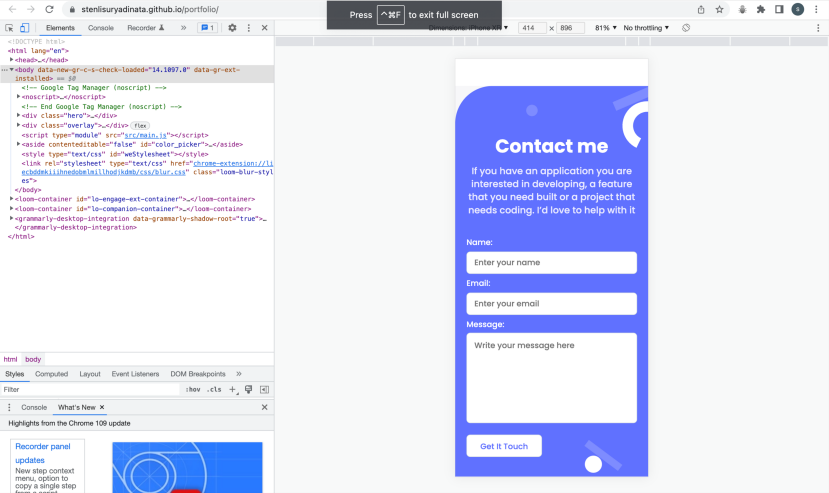 stenlisuryadinata.github.io/portfolio/
Press ^⌘F to exit full screen
S
Elements Console Recorder » 1
Dimensions: iPhone XR ▼ 414 x 896 81% ▼ No throttling ▼
<!DOCTYPE html>
<html lang="en">
<head>…</head>
<body data-new-gr-c-s-check-loaded="14.1097.0" data-gr-ext-
installed> == $0
<!-- Google Tag Manager (noscript) -->
<noscript>…</noscript>
<!-- End Google Tag Manager (noscript) -->
<div class="hero">…</div>
<div class="overlay">…</div> flex
<script type="module" src="src/main.js"></script>
<aside contenteditable="false" id="color_picker">…</aside>
<style type="text/css" id="weStylesheet"></style>
<link rel="stylesheet" type="text/css" href="chrome-extension://li
ecbddmkiiihnedobmlmillhodjkdmb/css/blur.css" class="loom-blur-styl
es">
</body>
<loom-container id="lo-engage-ext-container">…</loom-container>
<loom-container id="lo-companion-container">…</loom-container>
<grammarly-desktop-integration data-grammarly-shadow-root="true">…
</grammarly-desktop-integration>
</html>
html body
Styles Computed Layout Event Listeners DOM Breakpoints »
Filter :hov .cls +
Console What's New ×
Highlights from the Chrome 109 update
Recorder panel
updates
New step context
menu, option to
copy a single step
from a script
Contact me
If you have an application you are
interested in developing, a feature
that you need built or a project that
needs coding. I'd love to help with it
Name:
Enter your name
Email:
Enter your email
Message:
Write your message here
Get It Touch